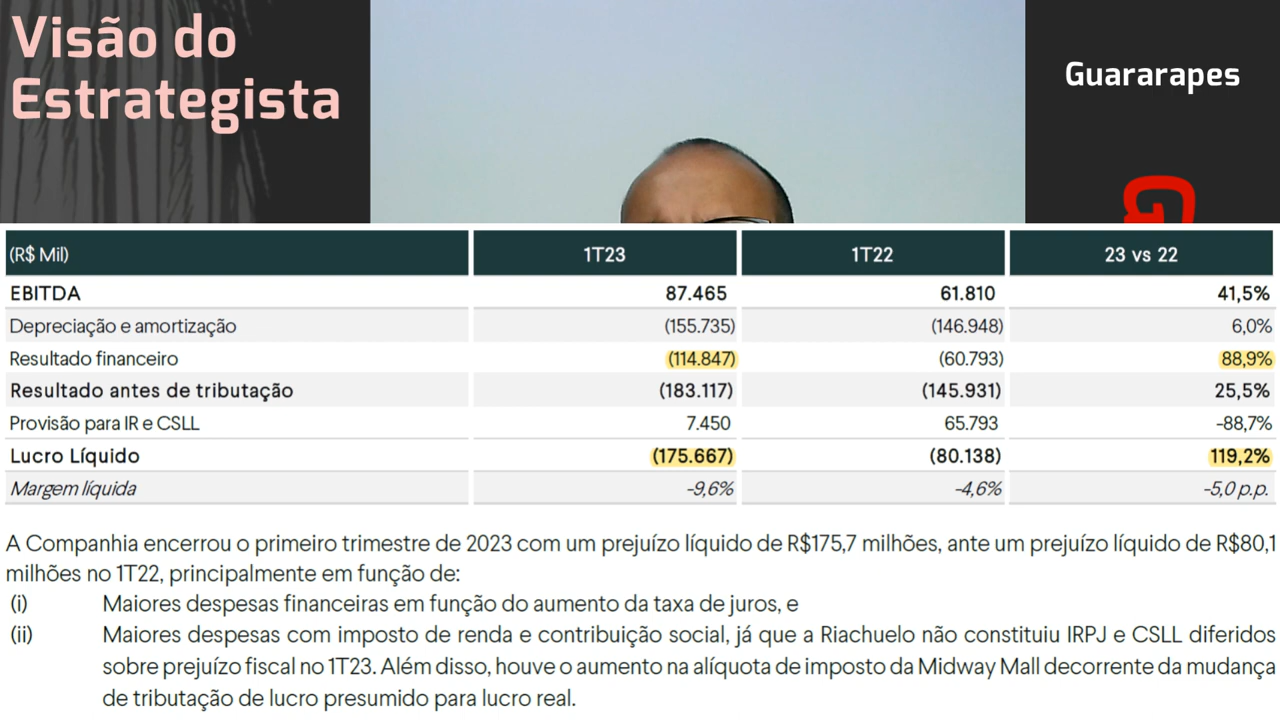 Visão do
Estrategista
Guararapes
(R$ Mil) 1T23 1T22 23 vs 22
EBITDA 87.465 61.810 41,5%
Depreciação e amortização (155.735) (146.948) 6,0%
Resultado financeiro (114.847) (60.793) 88,9%
Resultado antes de tributação (183.117) (145.931) 25,5%
Provisão para IR e CSLL 7.450 65.793 -88,7%
Lucro Líquido (175.667) (80.138) 119,2%
Margem líquida -9,6% -4,6% -5,0 p.p.
A Companhia encerrou o primeiro trimestre de 2023 com um prejuízo líquido de R$175,7 milhões, ante um prejuízo líquido de R$80,1
milhões no 1T22, principalmente em função de:
(i) Maiores despesas financeiras em função do aumento da taxa de juros, e
(ii) Maiores despesas com imposto de renda e contribuição social, já que a Riachuelo não constituiu IRPJ e CSLL diferidos
sobre prejuízo fiscal no 1T23. Além disso, houve o aumento na alíquota de imposto da Midway Mall decorrente da mudança
de tributação de lucro presumido para lucro real.